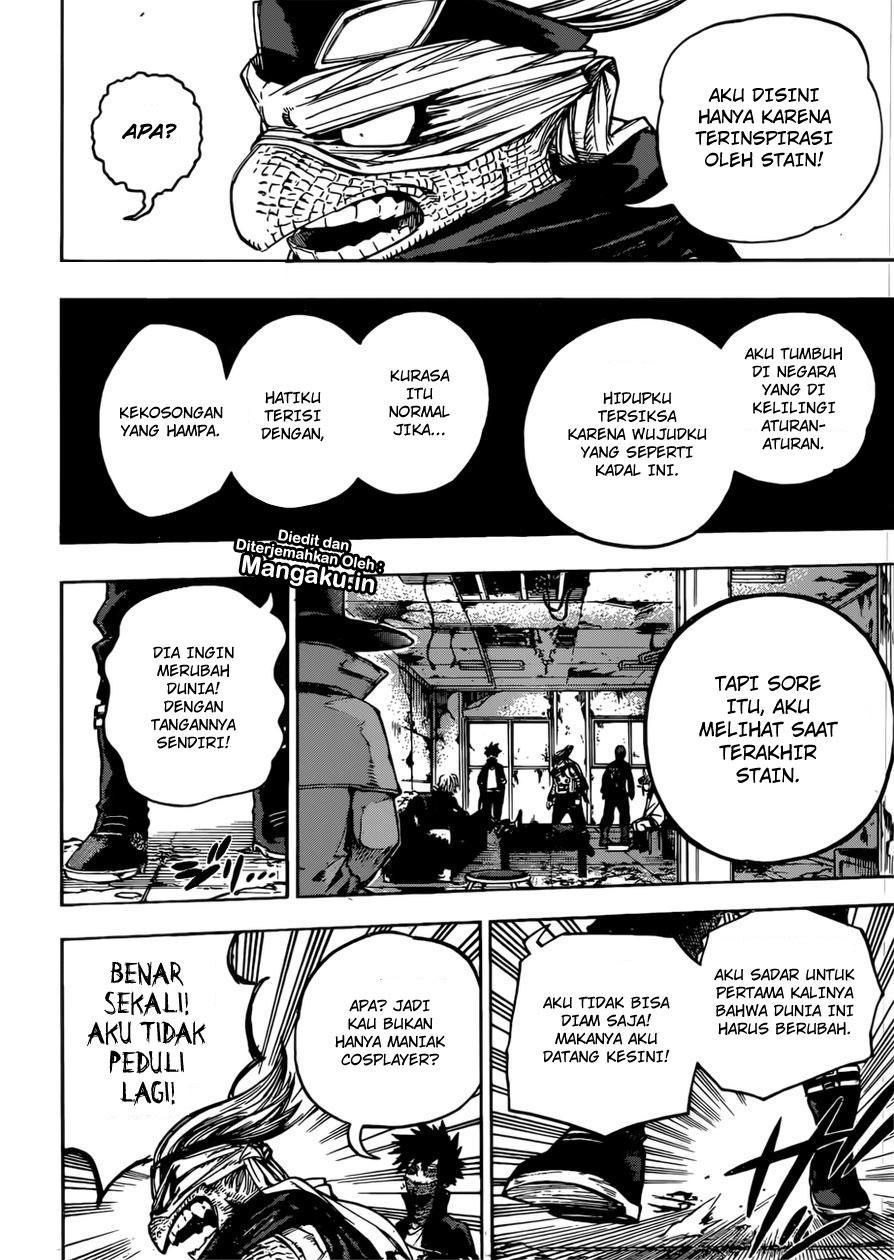 AKU DISINI
HANYA KARENA
TERINSPIRASI
OLEH STAIN!
APA?
AKU TUMBUH
DI NEGARA
YANG DI
KELILINGI
ATURAN-
ATURAN.
HIDUPKU
TERSIKSA
KARENA WUJUDKU
YANG SEPERTI
KADAL INI.
KURASA
ITU
NORMAL
JIKA...
HATIKU
TERISI
DENGAN,
KEKOSONGAN
YANG HAMPA.
Diedit dan
Diterjemahkan Oleh :
Mangaku.in
TAPI SORE
ITU, AKU
MELIHAT SAAT
TERAKHIR
STAIN.
DIA INGIN
MERUBAH
DUNIA!
DENGAN
TANGANNYA
SENDIRI!
AKU SADAR UNTUK
PERTAMA KALINYA
BAHWA DUNIA INI
HARUS BERUBAH.
AKU TIDAK BISA
DIAM SAJA!
MAKANYA AKU
DATANG KESINI!
APA? JADI
KAU BUKAN
HANYA MANIAK
COSPLAYER?
BENAR
SEKALI!
AKU TIDAK
PEDULI
LAGI!